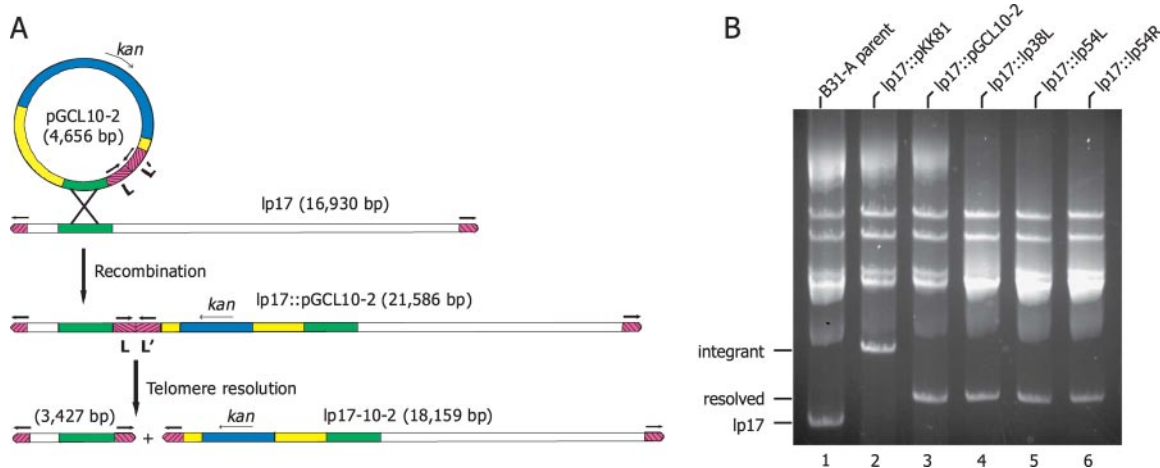 A
kan
pGCL10-2
(4,656 bp)
L L'
lp17 (16,930 bp)
Recombination
lp17::pGCL10-2 (21,586 bp)
kan
L L'
Telomere resolution
(3,427 bp)
+
kan
lp17-10-2 (18,159 bp)
B
B31-A parent
lp17::pKK81
lp17::pGCL10-2
lp17::lp38L
lp17::lp54L
lp17::lp54R
integrant
resolved
lp17
1 2 3 4 5 6